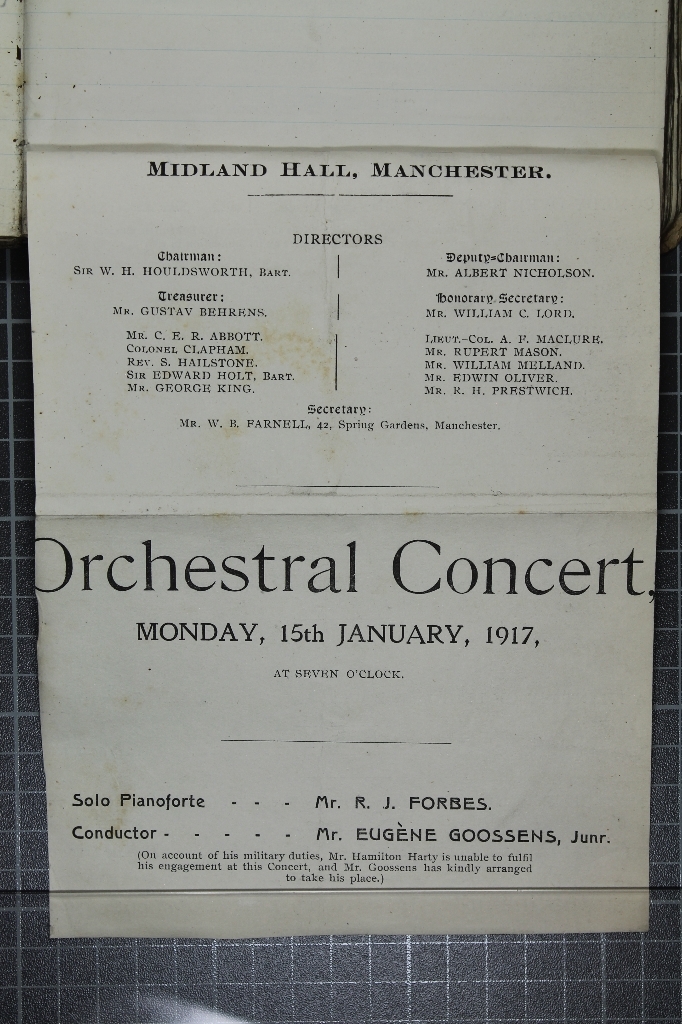 MIDLAND HALL, MANCHESTER.
DIRECTORS
Chairman:
SIR W. H. HOULDSWORTH, BART.
Deputy-Chairman:
MR. ALBERT NICHOLSON.
Treasurer:
MR. GUSTAV BEHRENS.
Honorary Secretary:
MR. WILLIAM C. LORD.
MR. C. E. R. ABBOTT.
COLONEL CLAPHAM.
REV. S. HAILSTONE.
SIR EDWARD HOLT, BART.
MR. GEORGE KING.
LIEUT.-COL. A. F. MACLURE.
MR. RUPERT MASON.
MR. WILLIAM MELLAND.
MR. EDWIN OLIVER.
MR. R. H. PRESTWICH.
Secretary:
MR. W. B. FARNELL, 42, Spring Gardens, Manchester.
Orchestral Concert,
MONDAY, 15th JANUARY, 1917,
AT SEVEN O'CLOCK.
Solo Pianoforte - - - Mr. R. J. FORBES.
Conductor - - - - - Mr. EUGÈNE GOOSSENS, Junr.
(On account of his military duties, Mr. Hamilton Harty is unable to fulfil
his engagement at this Concert, and Mr. Goossens has kindly arranged
to take his place.)